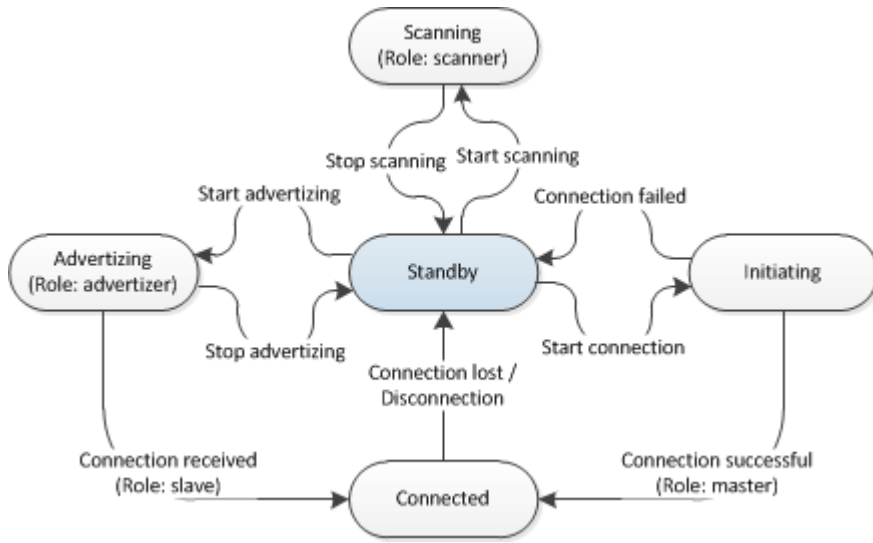 Scanning
(Role: scanner)
Stop scanning
Start scanning
Start advertizing
Connection failed
Advertizing
(Role: advertizer)
Standby
Initiating
Stop advertizing
Start connection
Connection lost /
Disconnection
Connection received
(Role: slave)
Connection successful
(Role: master)
Connected